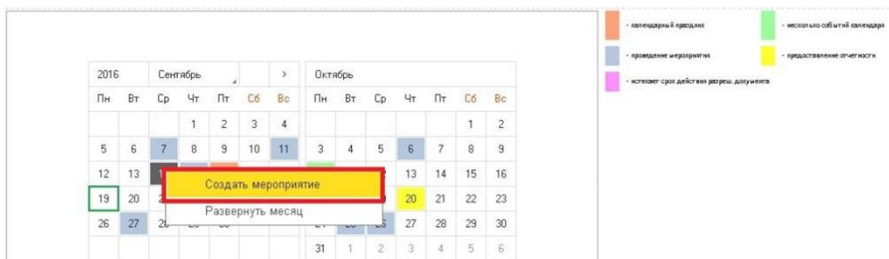 - календарный праздник
- несколько событий календаря
- проведение мероприятия
- предоставление отчетности
- истекает срок действия разреш. документа
2016 Сентябрь > Октябрь
Пн Вт Ср Чт Пт Сб Вс Пн Вт Ср Чт Пт Сб Вс
1 2 3 4 1 2
5 6 7 8 9 10 11 3 4 5 6 7 8 9
12 13 13 14 15 16
Создать мероприятие
19 20 20 21 22 23
Развернуть месяц
26 27 27 28 29 30
31 1 2 3 4 5 6